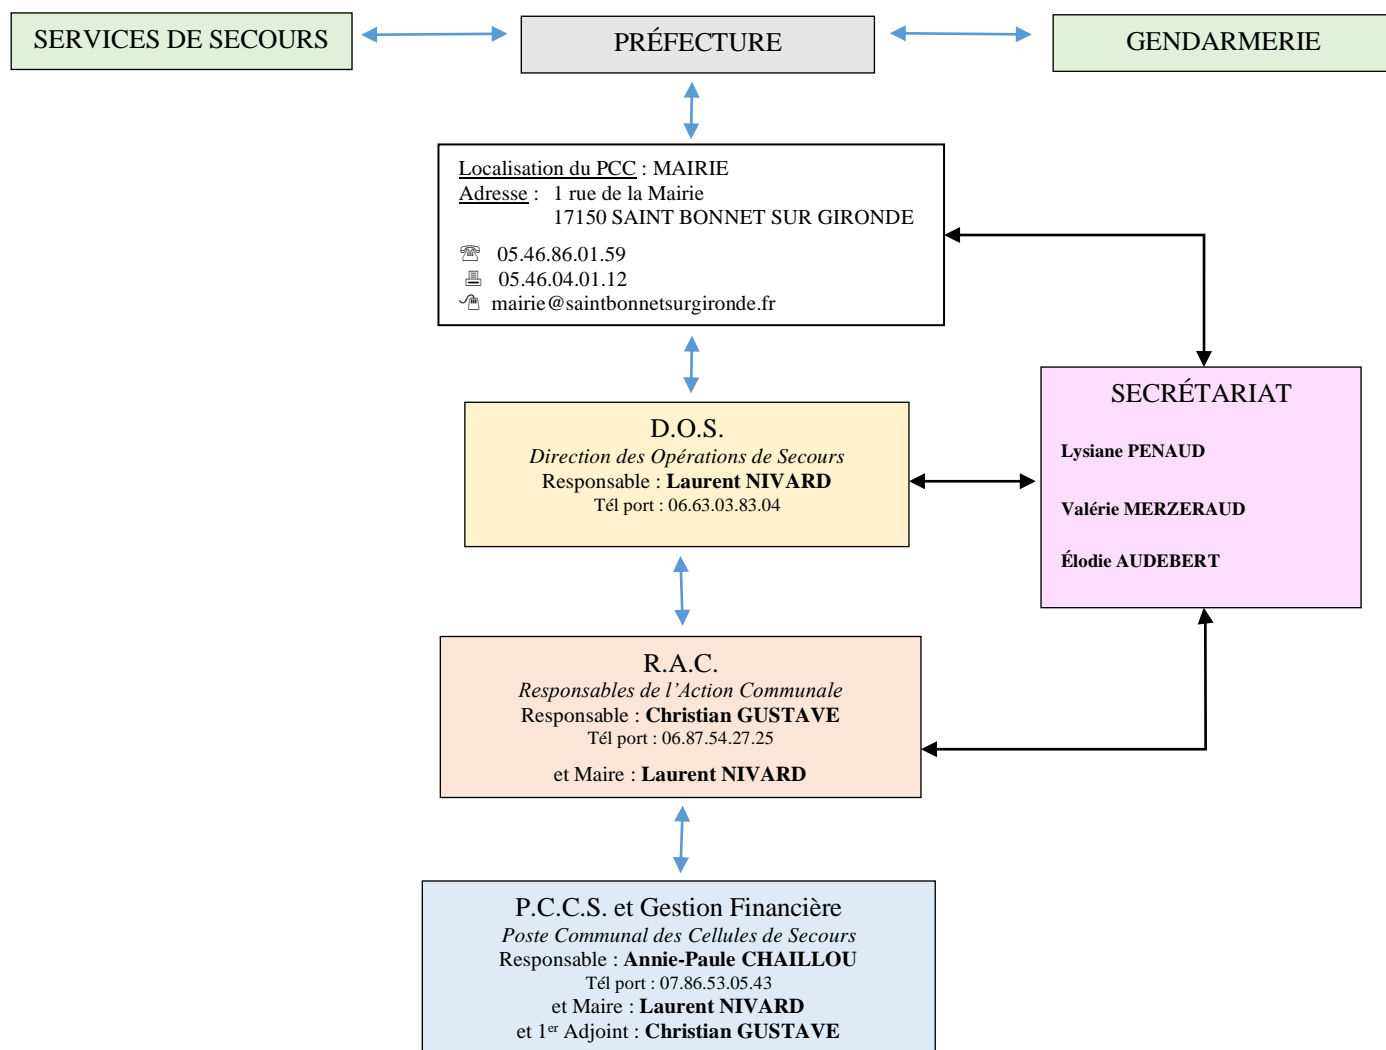 SERVICES DE SECOURS
PRÉFECTURE
GENDARMERIE
Localisation du PCC : MAIRIE
Adresse : 1 rue de la Mairie
17150 SAINT BONNET SUR GIRONDE
05.46.86.01.59
05.46.04.01.12
mairie@saintbonnetsurgironde.fr
D.O.S.
Direction des Opérations de Secours
Responsable : Laurent NIVARD
Tél port : 06.63.03.83.04
SECRÉTARIAT
Lysiane PENAUD
Valérie MERZERAUD
Élodie AUDEBERT
R.A.C.
Responsables de l'Action Communale
Responsable : Christian GUSTAVE
Tél port : 06.87.54.27.25
et Maire : Laurent NIVARD
P.C.C.S. et Gestion Financière
Poste Communal des Cellules de Secours
Responsable : Annie-Paule CHAILLOU
Tél port : 07.86.53.05.43
et Maire : Laurent NIVARD
et 1er Adjoint : Christian GUSTAVE